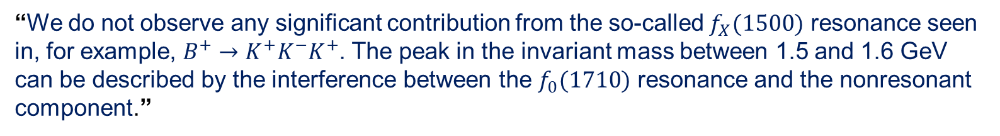 “We do not observe any significant contribution from the so-called f_X(1500) resonance seen
in, for example, B⁺ → K⁺K⁻K⁺. The peak in the invariant mass between 1.5 and 1.6 GeV
can be described by the interference between the f₀(1710) resonance and the nonresonant
component.”